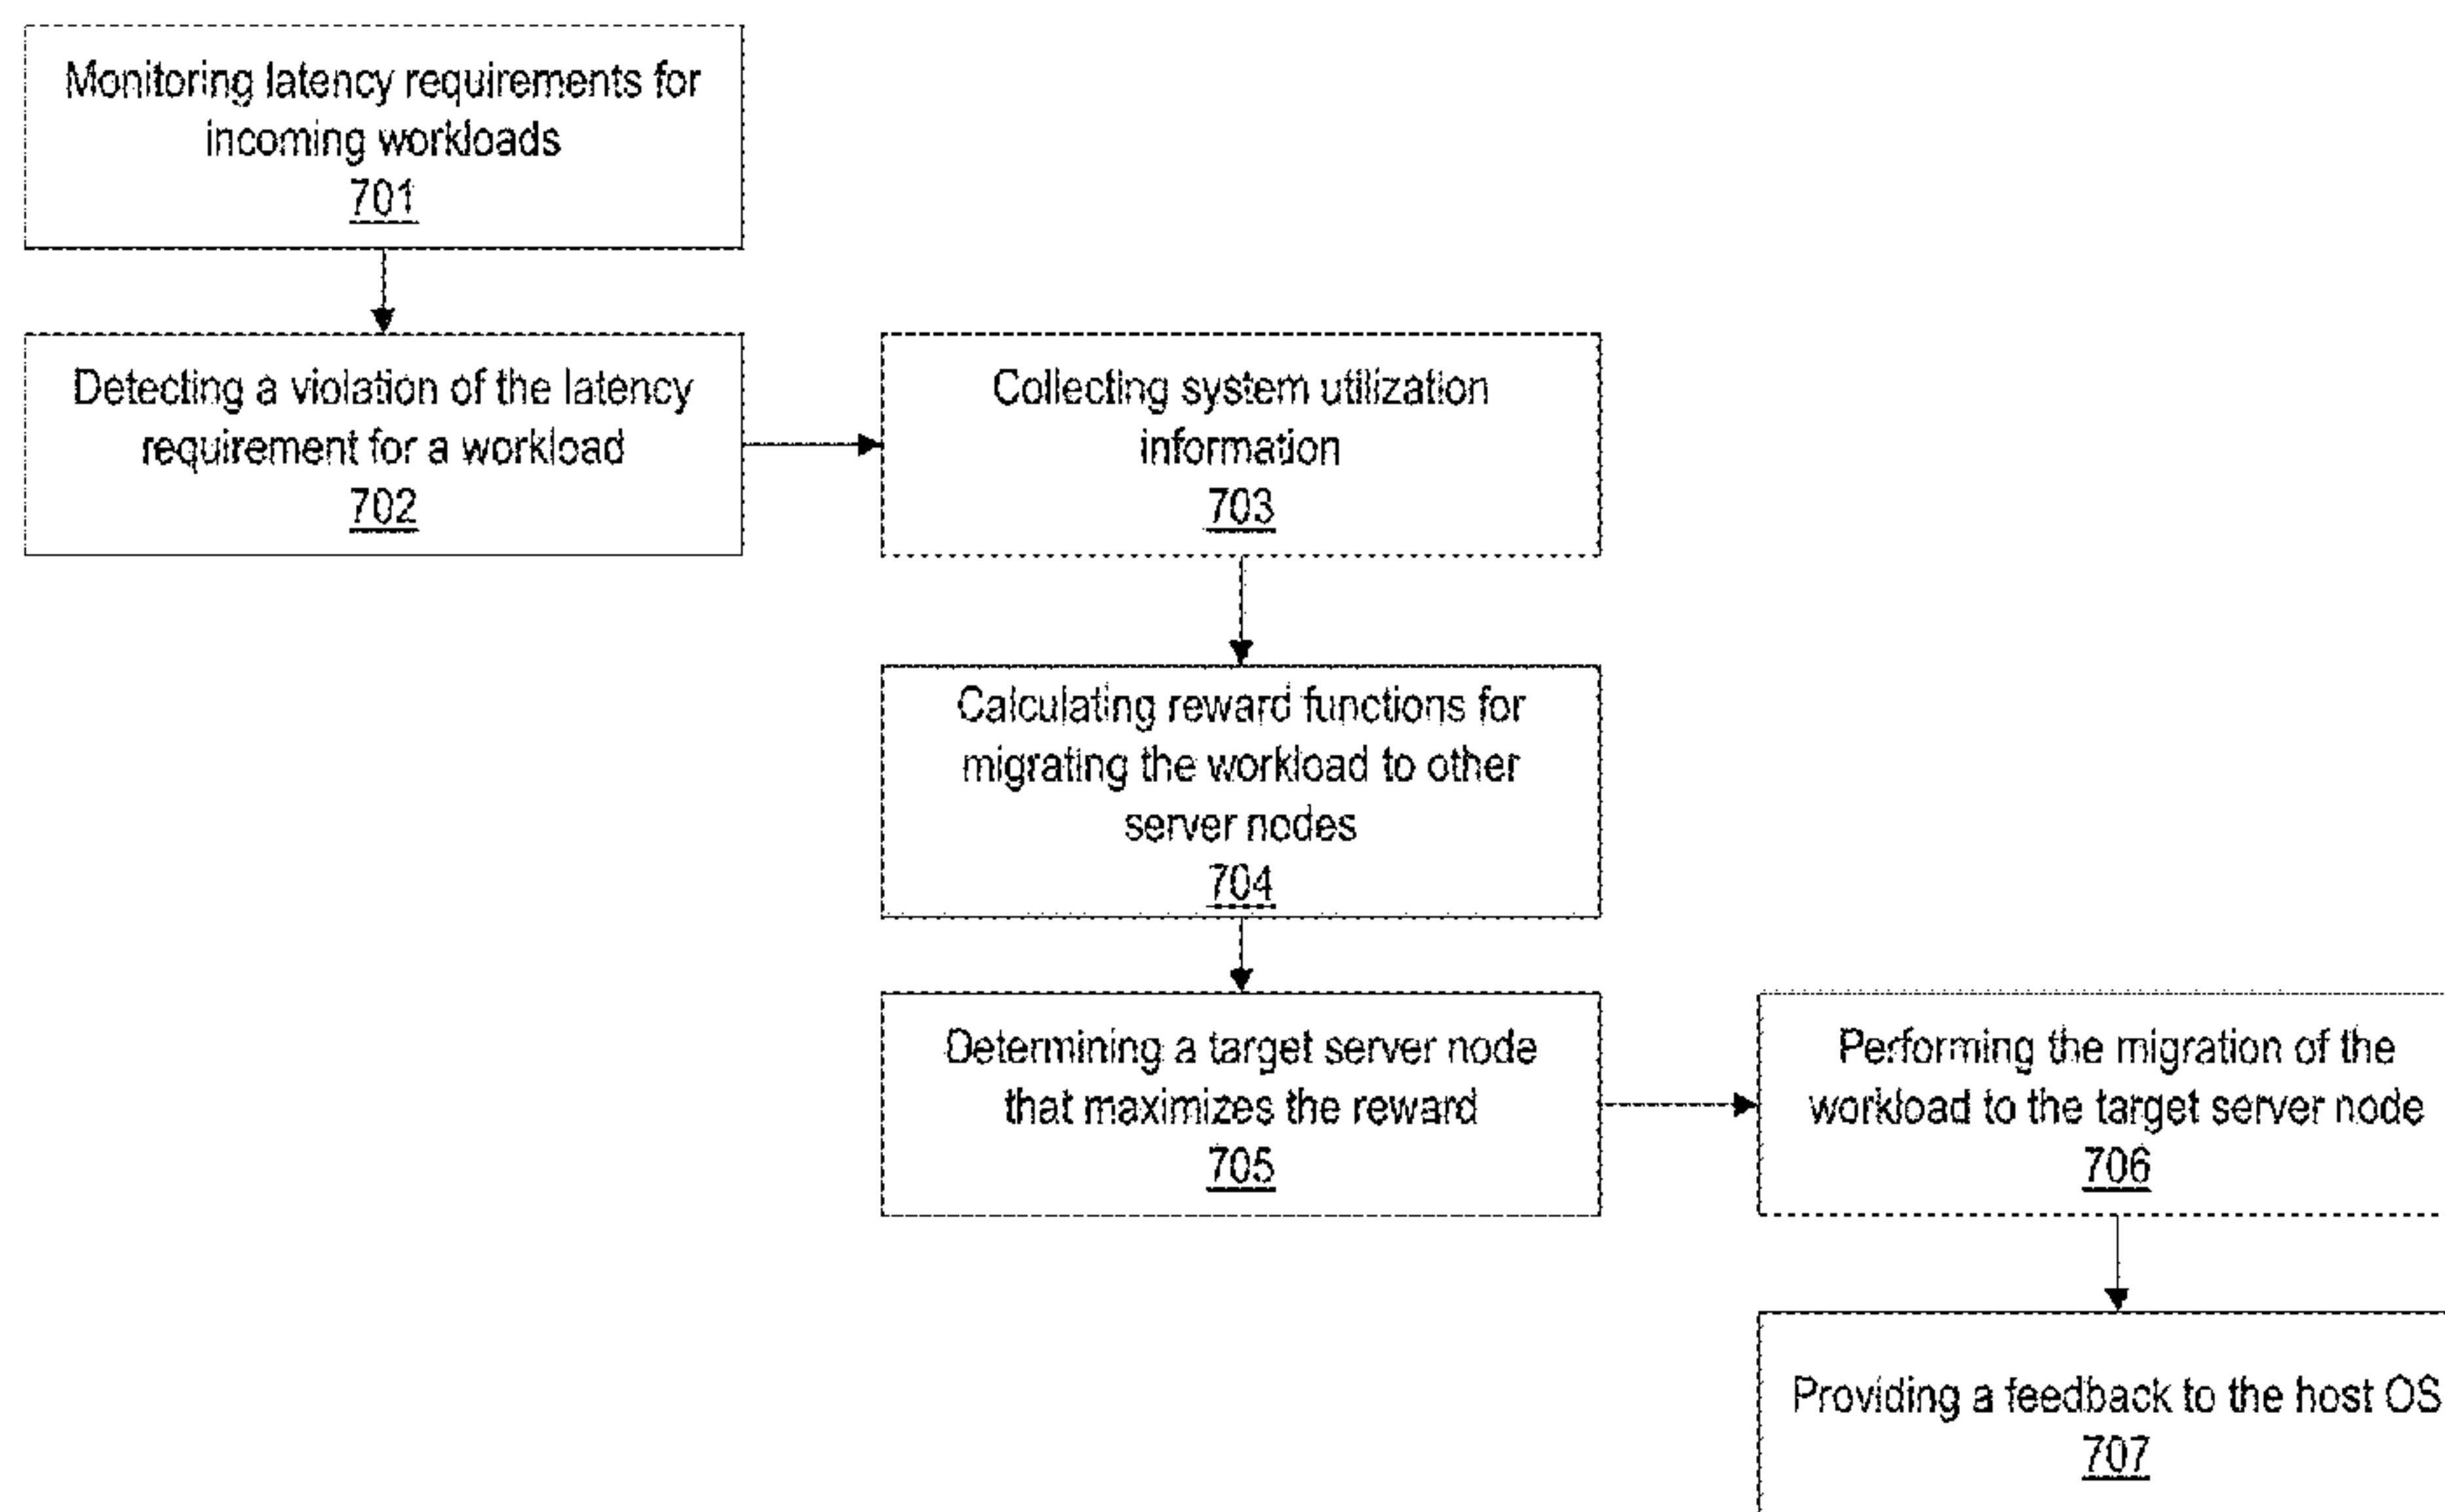 Monitoring latency requirements for
incoming workloads
701
Detecting a violation of the latency
requirement for a workload
702
Collecting system utilization
information
703
Calculating reward functions for
migrating the workload to other
server nodes
704
Determining a target server node
that maximizes the reward
705
Performing the migration of the
workload to the target server node
706
Providing a feedback to the host OS
707